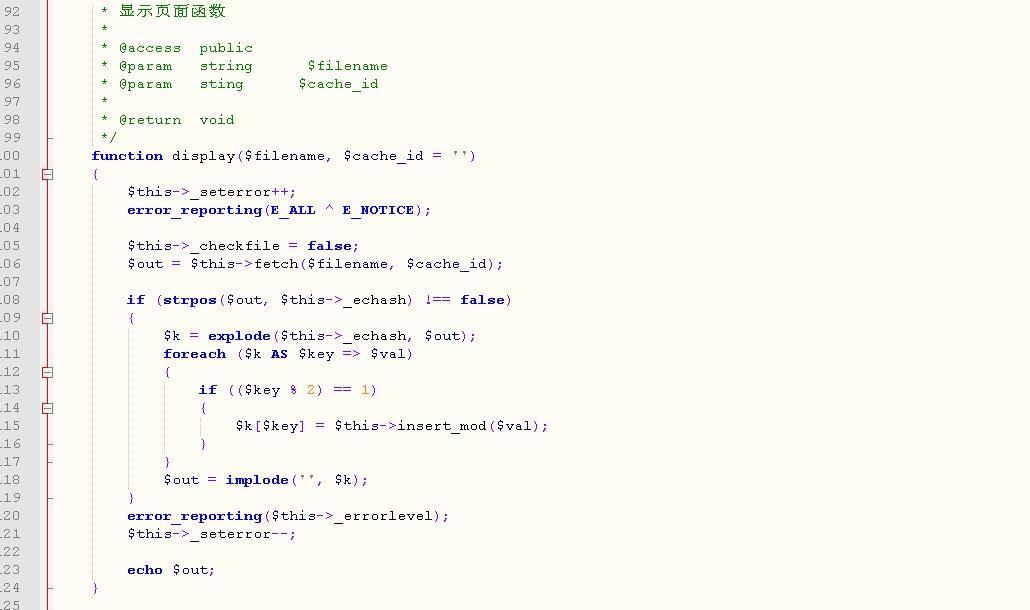 92 * 显示页面函数
93 *
94 * @access public
95 * @param string $filename
96 * @param sting $cache_id
97 *
98 * @return void
99 */
00 function display($filename, $cache_id = '')
01 {
02 $this->_seterror++;
03 error_reporting(E_ALL ^ E_NOTICE);
04
05 $this->_checkfile = false;
06 $out = $this->fetch($filename, $cache_id);
07
08 if (strpos($out, $this->_echash) !== false)
09 {
10 $k = explode($this->_echash, $out);
11 foreach ($k AS $key => $val)
12 {
13 if (($key % 2) == 1)
14 {
15 $k[$key] = $this->insert_mod($val);
16 }
17 }
18 $out = implode('', $k);
19 }
20 error_reporting($this->_errorlevel);
21 $this->_seterror--;
22
23 echo $out;
24 }
25